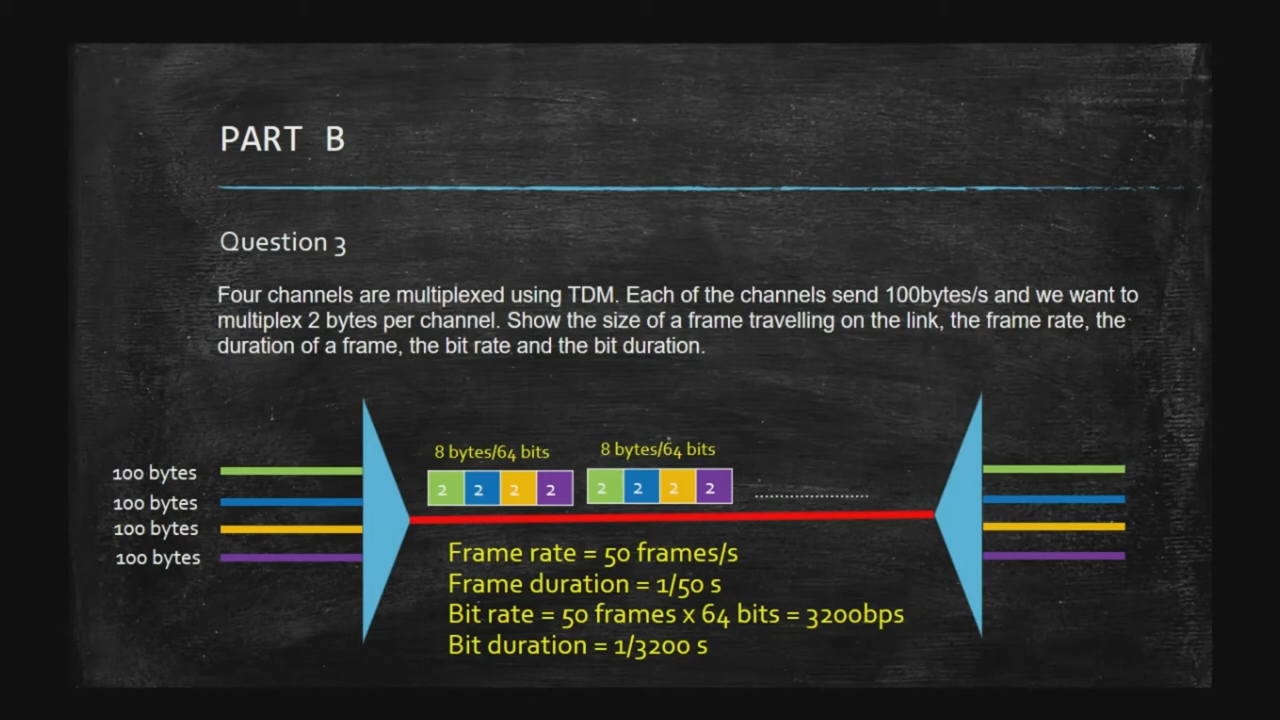 PART B
Question 3
Four channels are multiplexed using TDM. Each of the channels send 100bytes/s and we want to
multiplex 2 bytes per channel. Show the size of a frame travelling on the link, the frame rate, the
duration of a frame, the bit rate and the bit duration.
8 bytes/64 bits
8 bytes/64 bits
100 bytes
100 bytes
100 bytes
100 bytes
2 2 2 2
2 2 2 2
.........................
Frame rate = 50 frames/s
Frame duration = 1/50 s
Bit rate = 50 frames x 64 bits = 3200bps
Bit duration = 1/3200 s